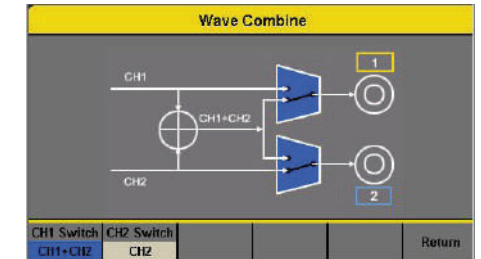 Wave Combine
1
CH1
CH1+CH2
CH2
2
CH1 Switch CH2 Switch
CH1+CH2 CH2 Return